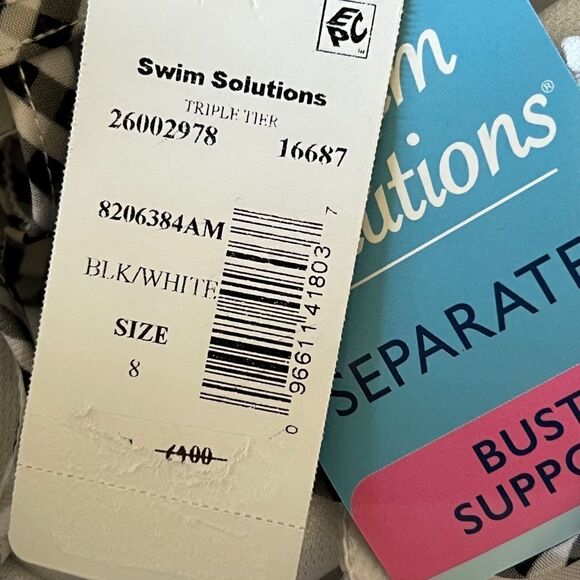 EPC
Swim Solutions
TRIPLE TIER
26002978 16687
8206384AM
BLK/WHITE
SIZE
8
0 96611 41803 7
utions®
SEPARATE
BUST
SUPPO